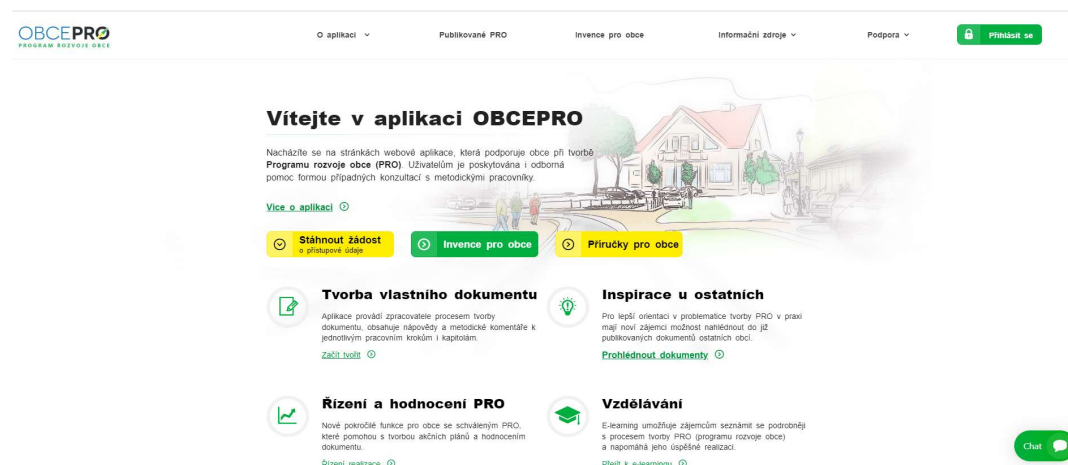 OBCEPRO
PROGRAM ROZVOJE OBCE
O aplikaci
Publikované PRO
Invence pro obce
Informační zdroje
Podpora
Přihlásit se
Vítejte v aplikaci OBCEPRO
Nacházíte se na stránkách webové aplikace, která podporuje obce při tvorbě
Programu rozvoje obce (PRO). Uživatelům je poskytována i odborná
pomoc formou případných konzultací s metodickými pracovníky.
Více o aplikaci
Stáhnout žádost
o přístupové údaje
Invence pro obce
Příručky pro obce
Tvorba vlastního dokumentu
Aplikace provádí zpracovatele procesem tvorby
dokumentu, obsahuje nápovědy a metodické komentáře k
jednotlivým pracovním krokům i kapitolám.
Začít tvořit
Inspirace u ostatních
Pro lepší orientaci v problematice tvorby PRO v praxi
mají noví zájemci možnost nahlédnout do již
publikovaných dokumentů ostatních obcí.
Prohlédnout dokumenty
Řízení a hodnocení PRO
Nové pokročilé funkce pro obce se schváleným PRO,
které pomohou s tvorbou akčních plánů a hodnocením
dokumentu.
Řízení realizace
Vzdělávání
E-learning umožňuje zájemcům seznámit se podrobněji
s procesem tvorby PRO (programu rozvoje obce)
a napomáhá jeho úspěšné realizaci.
Přejít k e-learningu
Chat